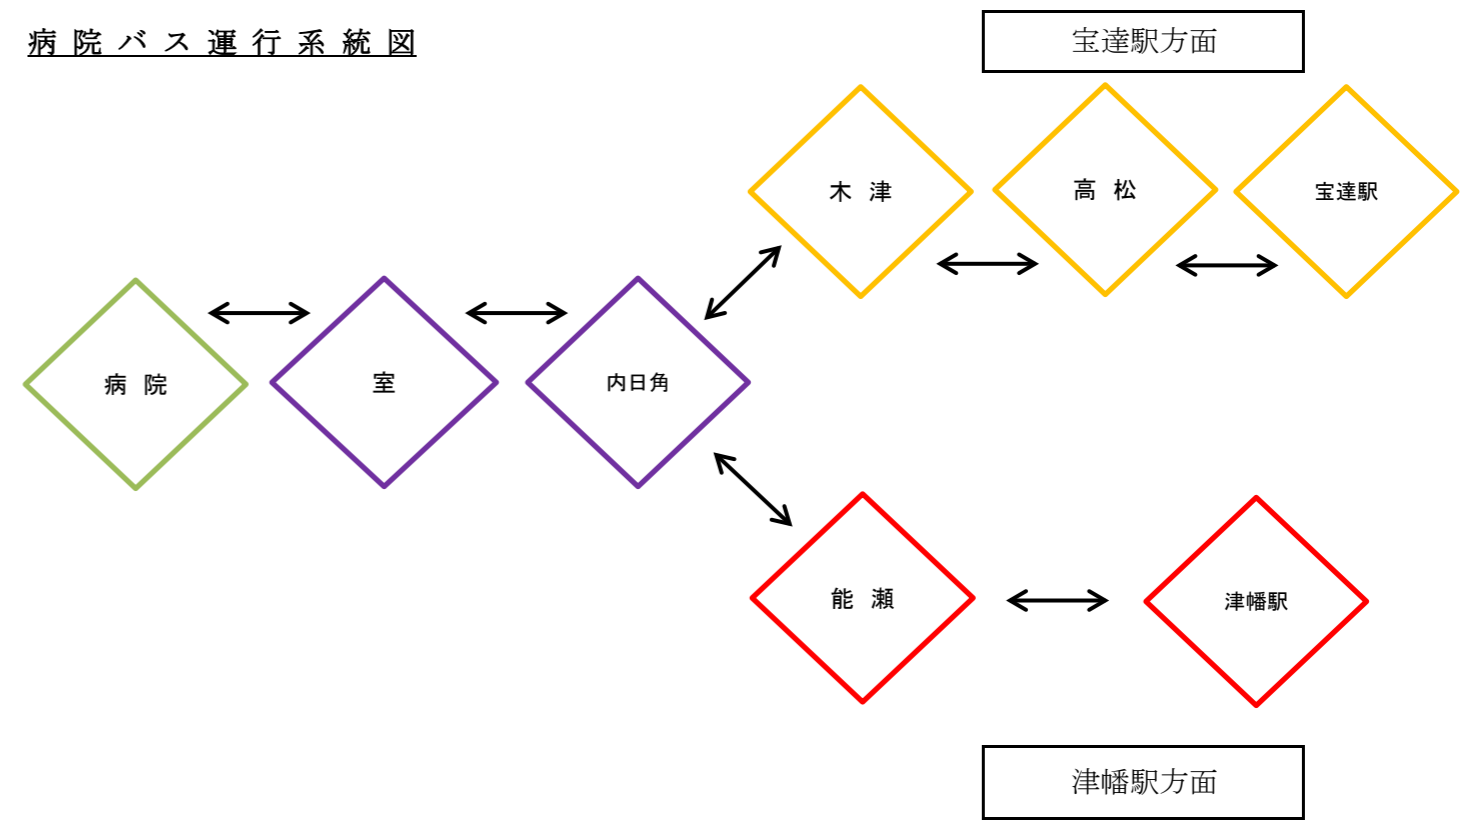 病院バス運行系統図
宝達駅方面
木津
高松
宝達駅
病院
室
内日角
能瀬
津幡駅
津幡駅方面